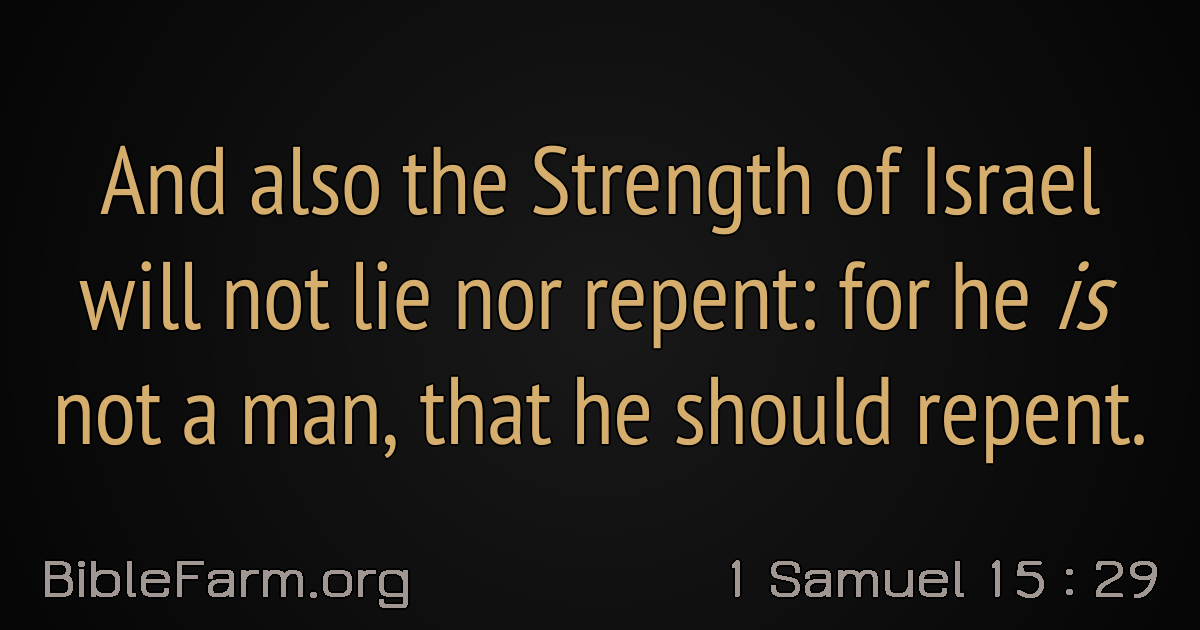 And also the Strength of Israel
will not lie nor repent: for he is
not a man, that he should repent.
BibleFarm.org
1 Samuel 15 : 29